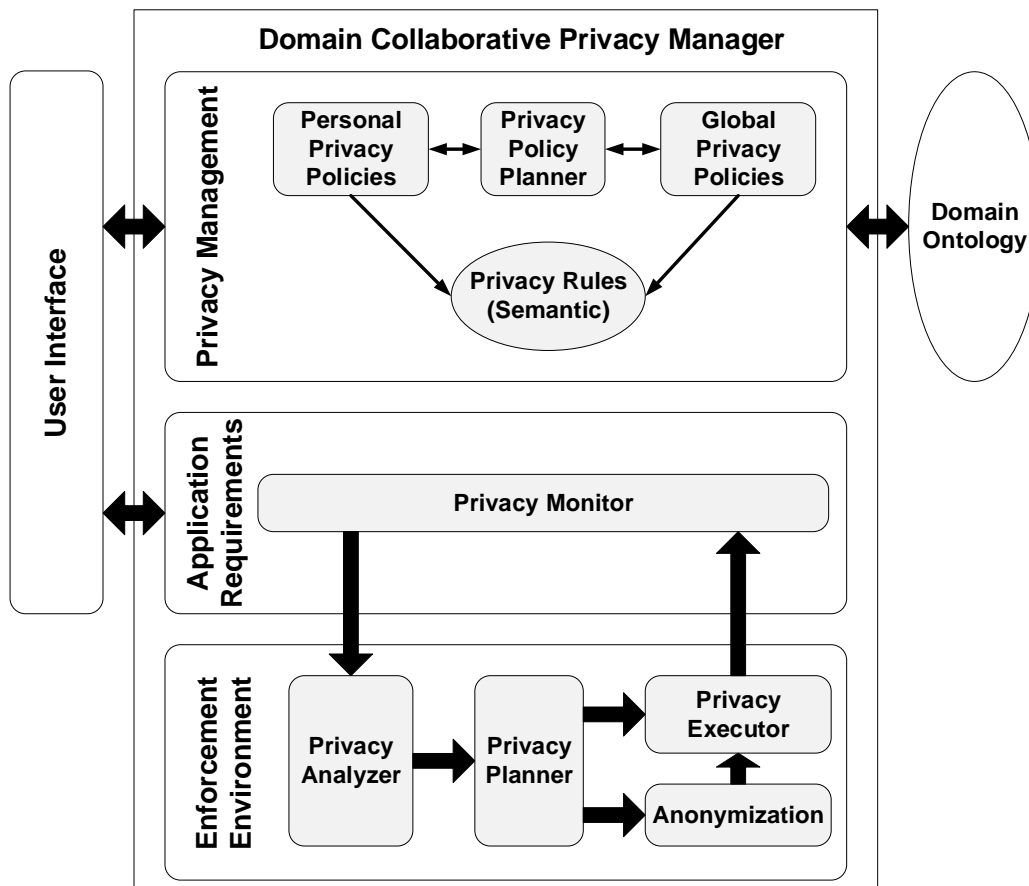 Domain Collaborative Privacy Manager
User Interface
Privacy Management
Personal
Privacy
Policies
Privacy
Policy
Planner
Global
Privacy
Policies
Privacy Rules
(Semantic)
Domain
Ontology
Application
Requirements
Privacy Monitor
Enforcement
Environment
Privacy
Analyzer
Privacy
Planner
Privacy
Executor
Anonymization